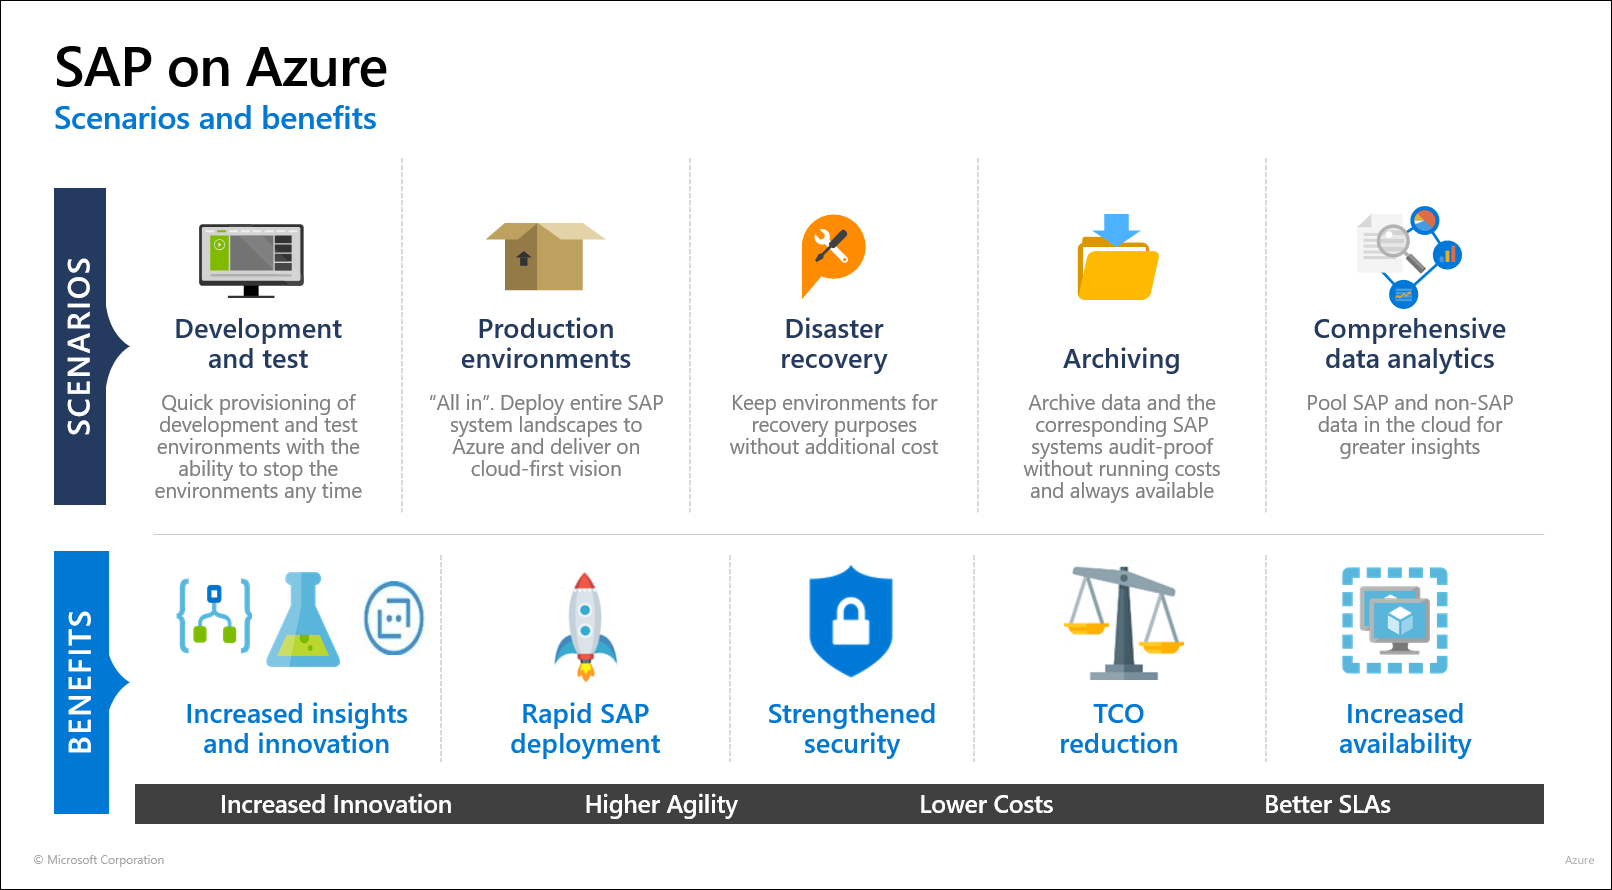 SAP on Azure
Scenarios and benefits
SCENARIOS
Development
and test
Quick provisioning of
development and test
environments with the
ability to stop the
environments any time
Production
environments
“All in”. Deploy entire SAP
system landscapes to
Azure and deliver on
cloud-first vision
Disaster
recovery
Keep environments for
recovery purposes
without additional cost
Archiving
Archive data and the
corresponding SAP
systems audit-proof
without running costs
and always available
Comprehensive
data analytics
Pool SAP and non-SAP
data in the cloud for
greater insights
BENEFITS
Increased insights
and innovation
Rapid SAP
deployment
Strengthened
security
TCO
reduction
Increased
availability
Increased Innovation
Higher Agility
Lower Costs
Better SLAs
© Microsoft Corporation
Azure